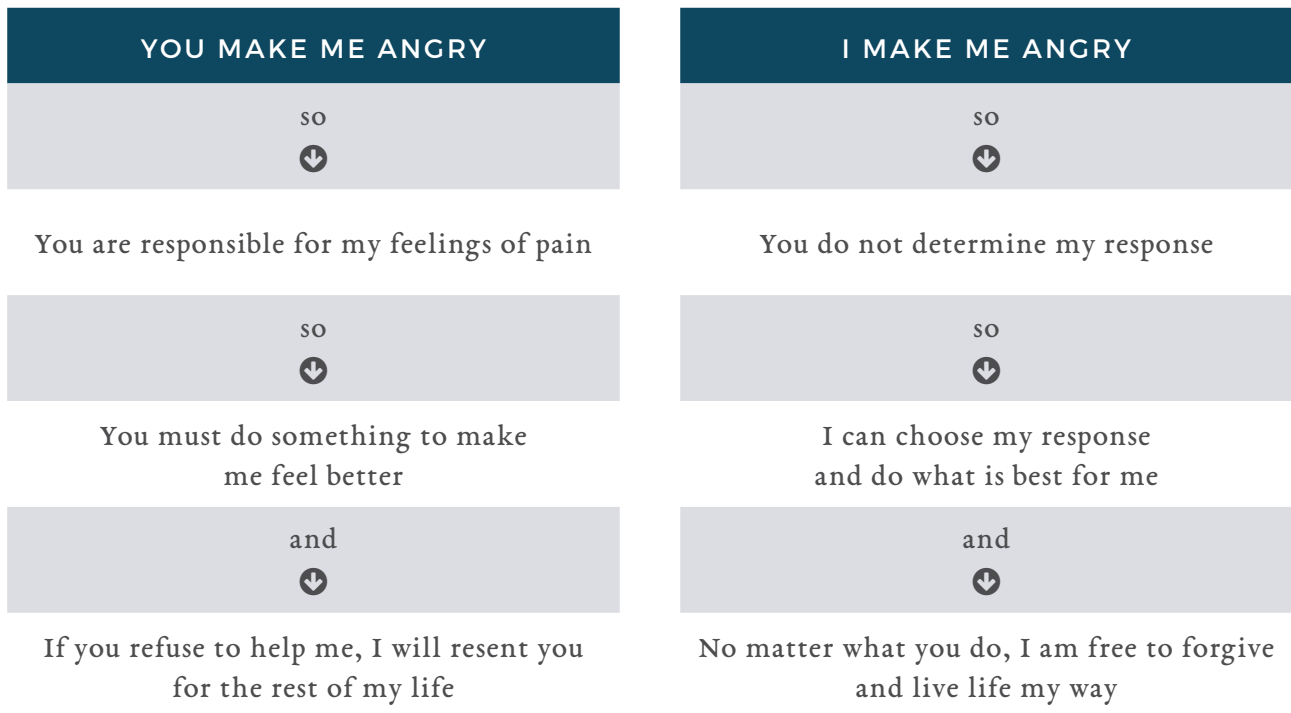 YOU MAKE ME ANGRY
so
You are responsible for my feelings of pain
so
You must do something to make
me feel better
and
If you refuse to help me, I will resent you
for the rest of my life
I MAKE ME ANGRY
so
You do not determine my response
so
I can choose my response
and do what is best for me
and
No matter what you do, I am free to forgive
and live life my way